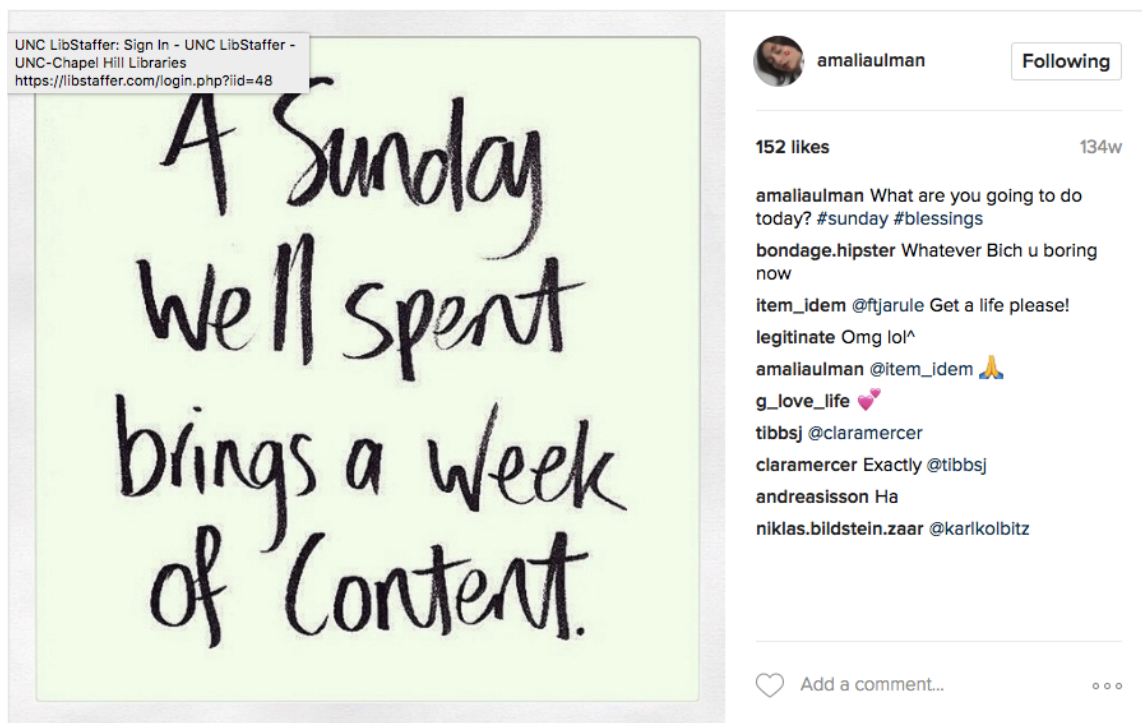 UNC LibStaffer: Sign In - UNC LibStaffer -
UNC-Chapel Hill Libraries
https://libstaffer.com/login.php?iid=48
A Sunday
Well spent
brings a week
of Content.
amaliaulman
Following
152 likes
134w
amaliaulman What are you going to do
today? #sunday #blessings
bondage.hipster Whatever Bich u boring
now
item_idem @ftjarule Get a life please!
legitinate Omg lol^
amaliaulman @item_idem 🙏
g_love_life 💕
tibbsj @claramercer
claramercer Exactly @tibbsj
andreasisson Ha
niklas.bildstein.zaar @karlkolbitz
Add a comment...